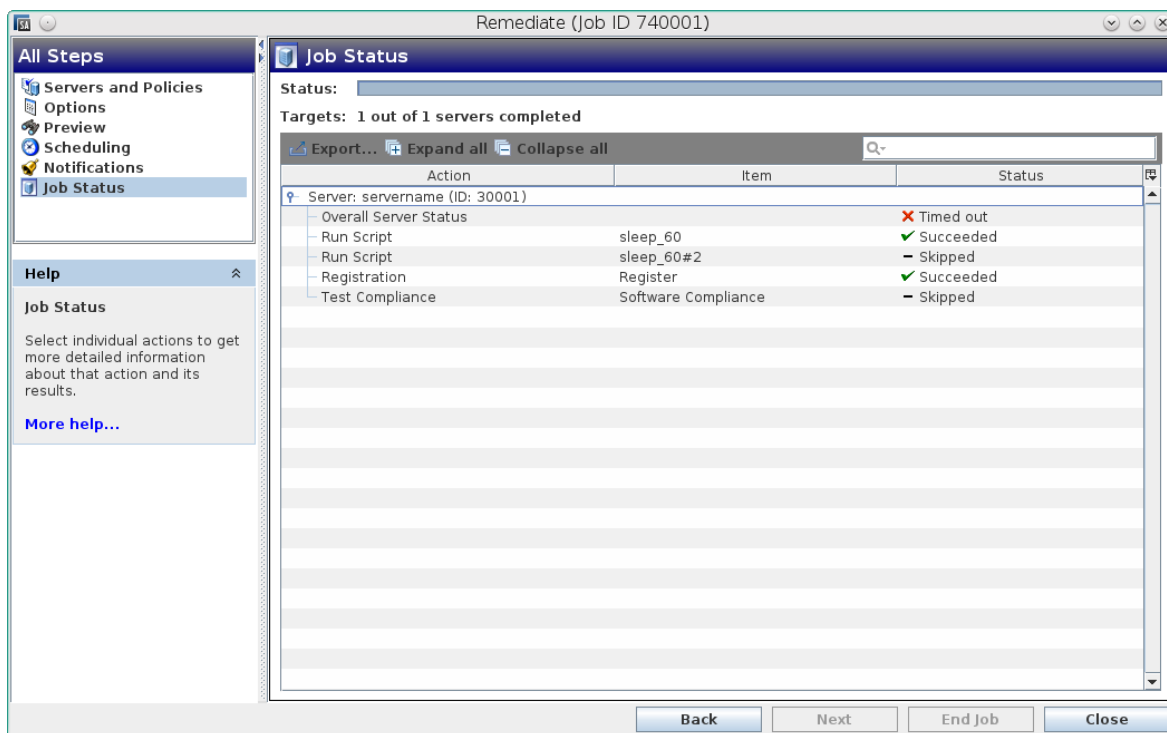 SA
Remediate (Job ID 740001)
All Steps
Servers and Policies
Options
Preview
Scheduling
Notifications
Job Status
Help
Job Status
Select individual actions to get
more detailed information
about that action and its
results.
More help...
Job Status
Status:
Targets: 1 out of 1 servers completed
Export... Expand all Collapse all
Action Item Status
Server: servername (ID: 30001)
Overall Server Status Timed out
Run Script sleep_60 Succeeded
Run Script sleep_60#2 Skipped
Registration Register Succeeded
Test Compliance Software Compliance Skipped
Back Next End Job Close